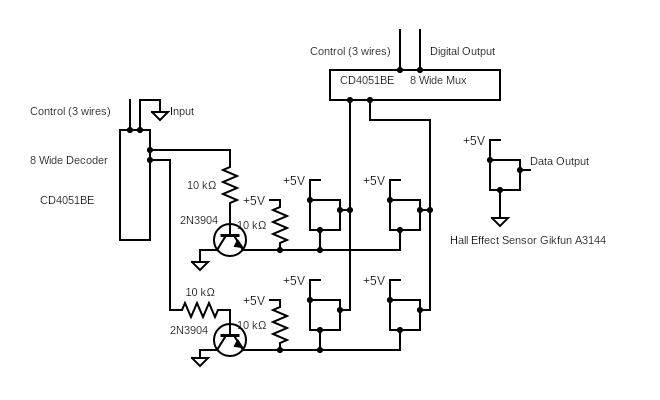 Control (3 wires)
Digital Output
CD4051BE
8 Wide Mux
Control (3 wires)
Input
+5V
8 Wide Decoder
Data Output
+5V
+5V
10 kΩ
+5V
CD4051BE
2N3904
10 kΩ
Hall Effect Sensor Gikfun A3144
+5V
+5V
10 kΩ
+5V
2N3904
10 kΩ